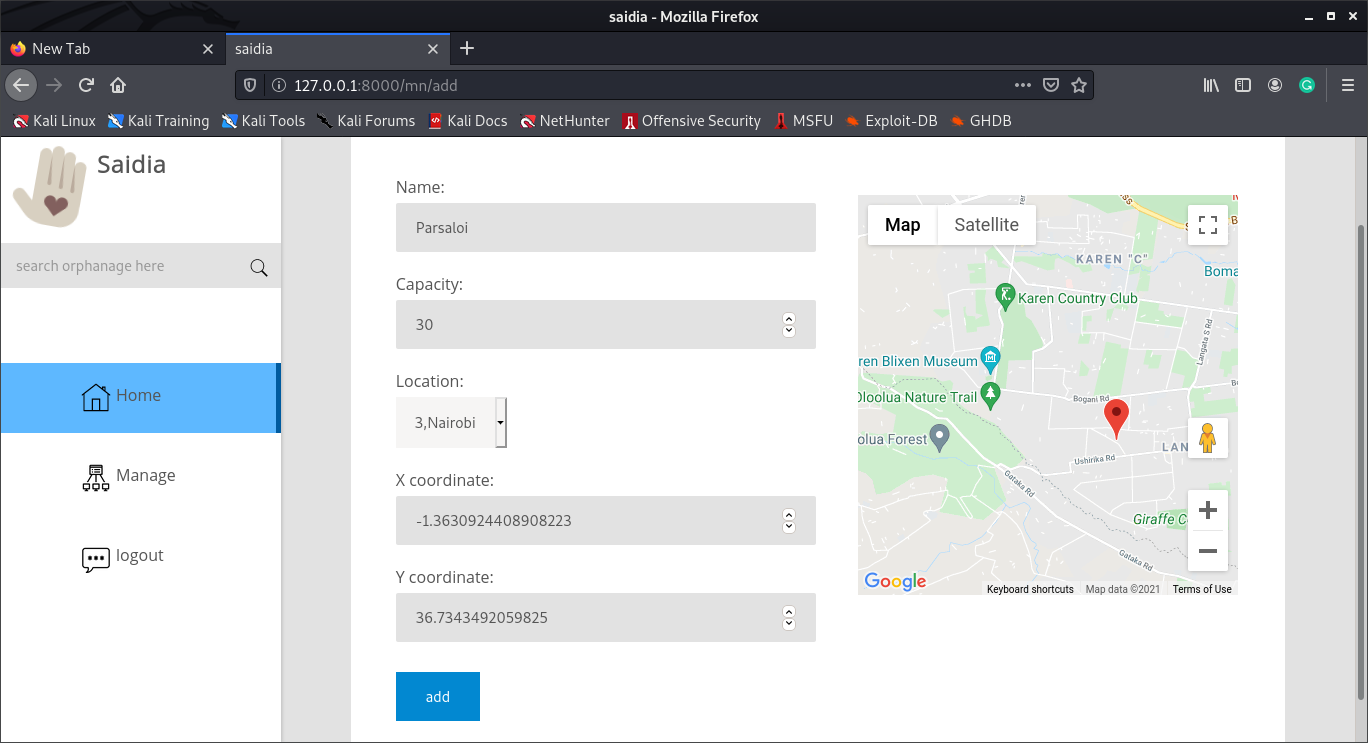 saidia - Mozilla Firefox
New Tab
saidia
127.0.0.1:8000/mn/add
Kali Linux
Kali Training
Kali Tools
Kali Forums
Kali Docs
NetHunter
Offensive Security
MSFU
Exploit-DB
GHDB
Saidia
search orphanage here
Home
Manage
logout
Name:
Parsaloi
Capacity:
30
Location:
3,Nairobi
X coordinate:
-1.3630924408908223
Y coordinate:
36.7343492059825
add
Map
Satellite
KAREN "C"
Boma
Karen Country Club
Langata S Rd
ren Blixen Museum
Oloolua Nature Trail
Bogani Rd
olua Forest
LAN
Ushirika Rd
Gataka Rd
Giraffe C
Gataka Rd
Google
Keyboard shortcuts
Map data ©2021
Terms of Use